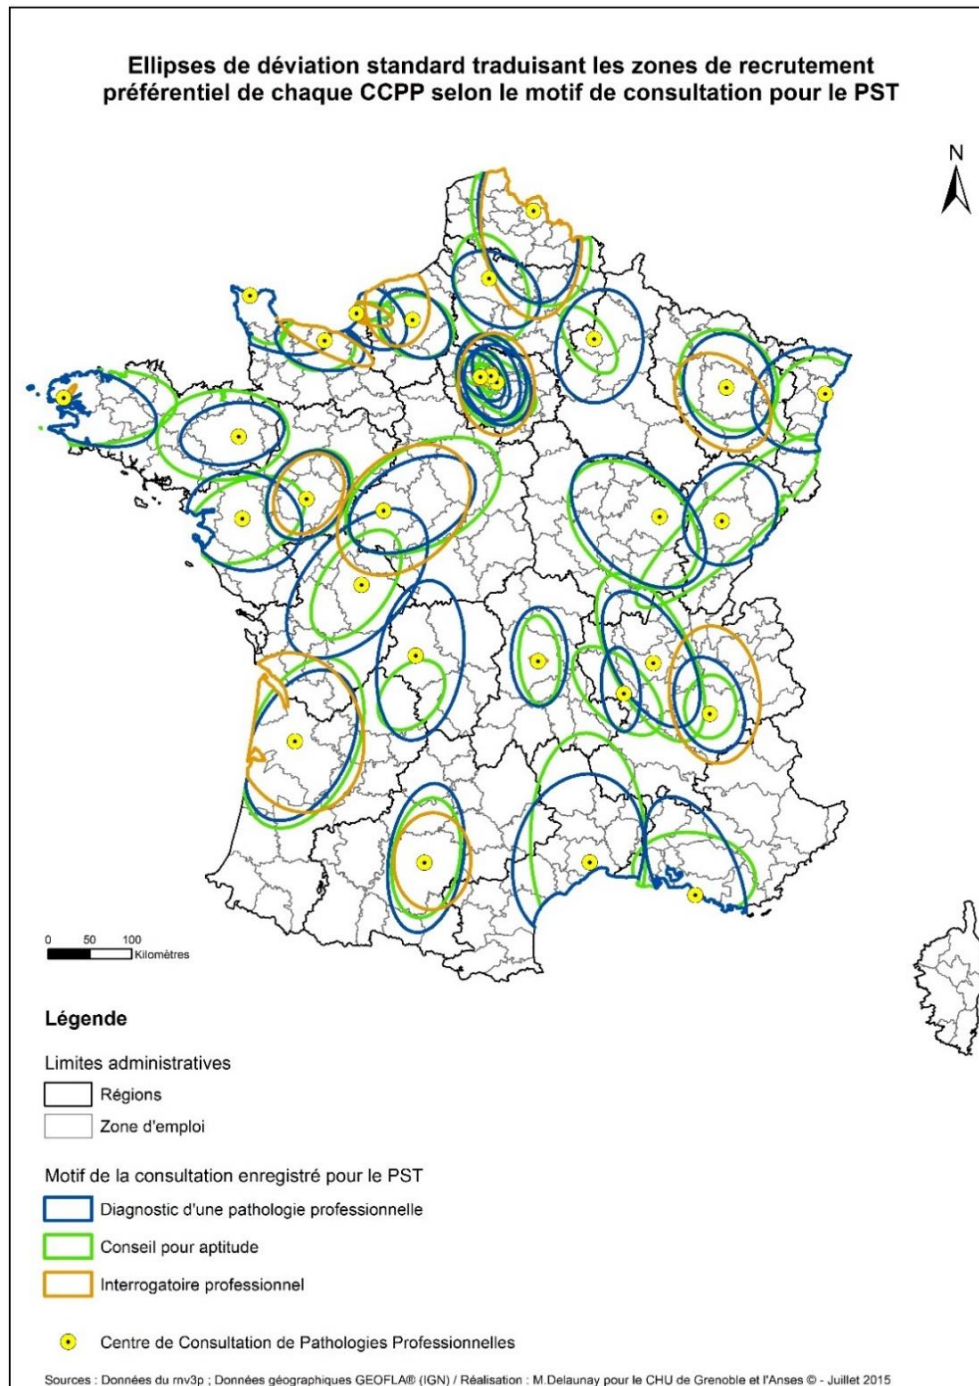 Ellipses de déviation standard traduisant les zones de recrutement
préférentiel de chaque CCPP selon le motif de consultation pour le PST
N
0 50 100
Kilomètres
Légende
Limites administratives
Régions
Zone d'emploi
Motif de la consultation enregistré pour le PST
Diagnostic d'une pathologie professionnelle
Conseil pour aptitude
Interrogatoire professionnel
Centre de Consultation de Pathologies Professionnelles
Sources : Données du rnv3p ; Données géographiques GEOFLA® (IGN) / Réalisation : M.Delaunay pour le CHU de Grenoble et l'Anses © - Juillet 2015